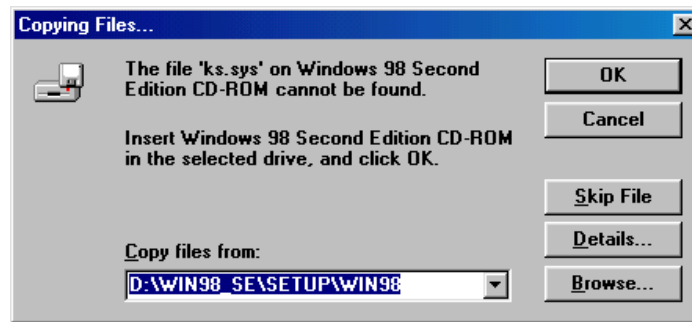 Copying Files...
The file 'ks.sys' on Windows 98 Second
Edition CD-ROM cannot be found.
Insert Windows 98 Second Edition CD-ROM
in the selected drive, and click OK.
Copy files from:
D:\WIN98_SE\SETUP\WIN98
OK
Cancel
Skip File
Details...
Browse...